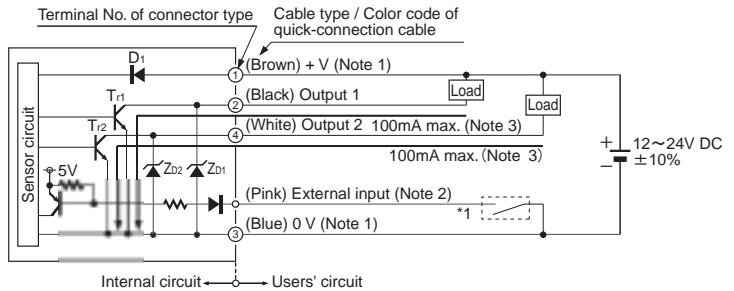 Terminal No. of connector type
Cable type / Color code of
quick-connection cable
D1
1
(Brown) + V (Note 1)
Tr1
2
(Black) Output 1
Load
Load
Tr2
4
(White) Output 2 100mA max. (Note 3)
100mA max. (Note 3)
+
−
12～24V DC
±10%
Sensor circuit
5V
ZD2
ZD1
(Pink) External input (Note 2)
*1
3
(Blue) 0 V (Note 1)
Internal circuit
Users' circuit